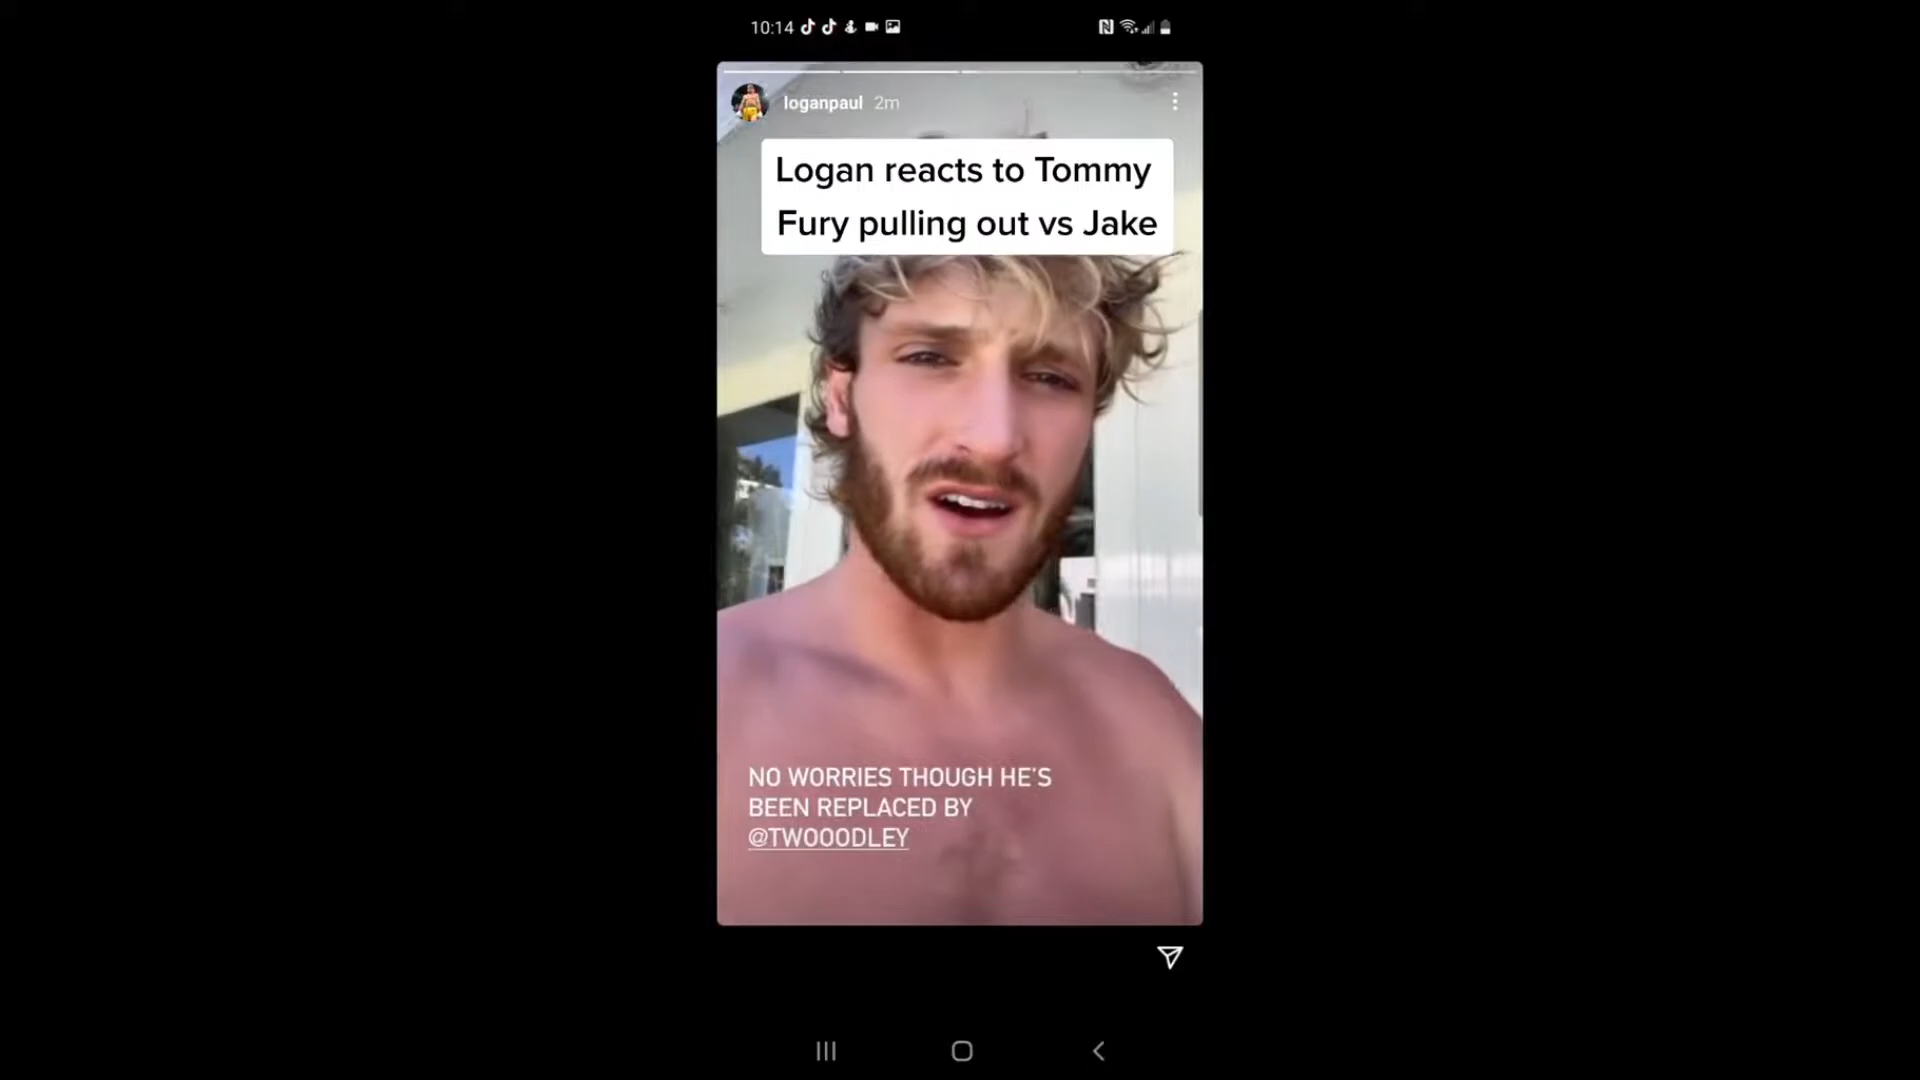 10:14
loganpaul 2m
Logan reacts to Tommy
Fury pulling out vs Jake
NO WORRIES THOUGH HE'S
BEEN REPLACED BY
@TWOOODLEY